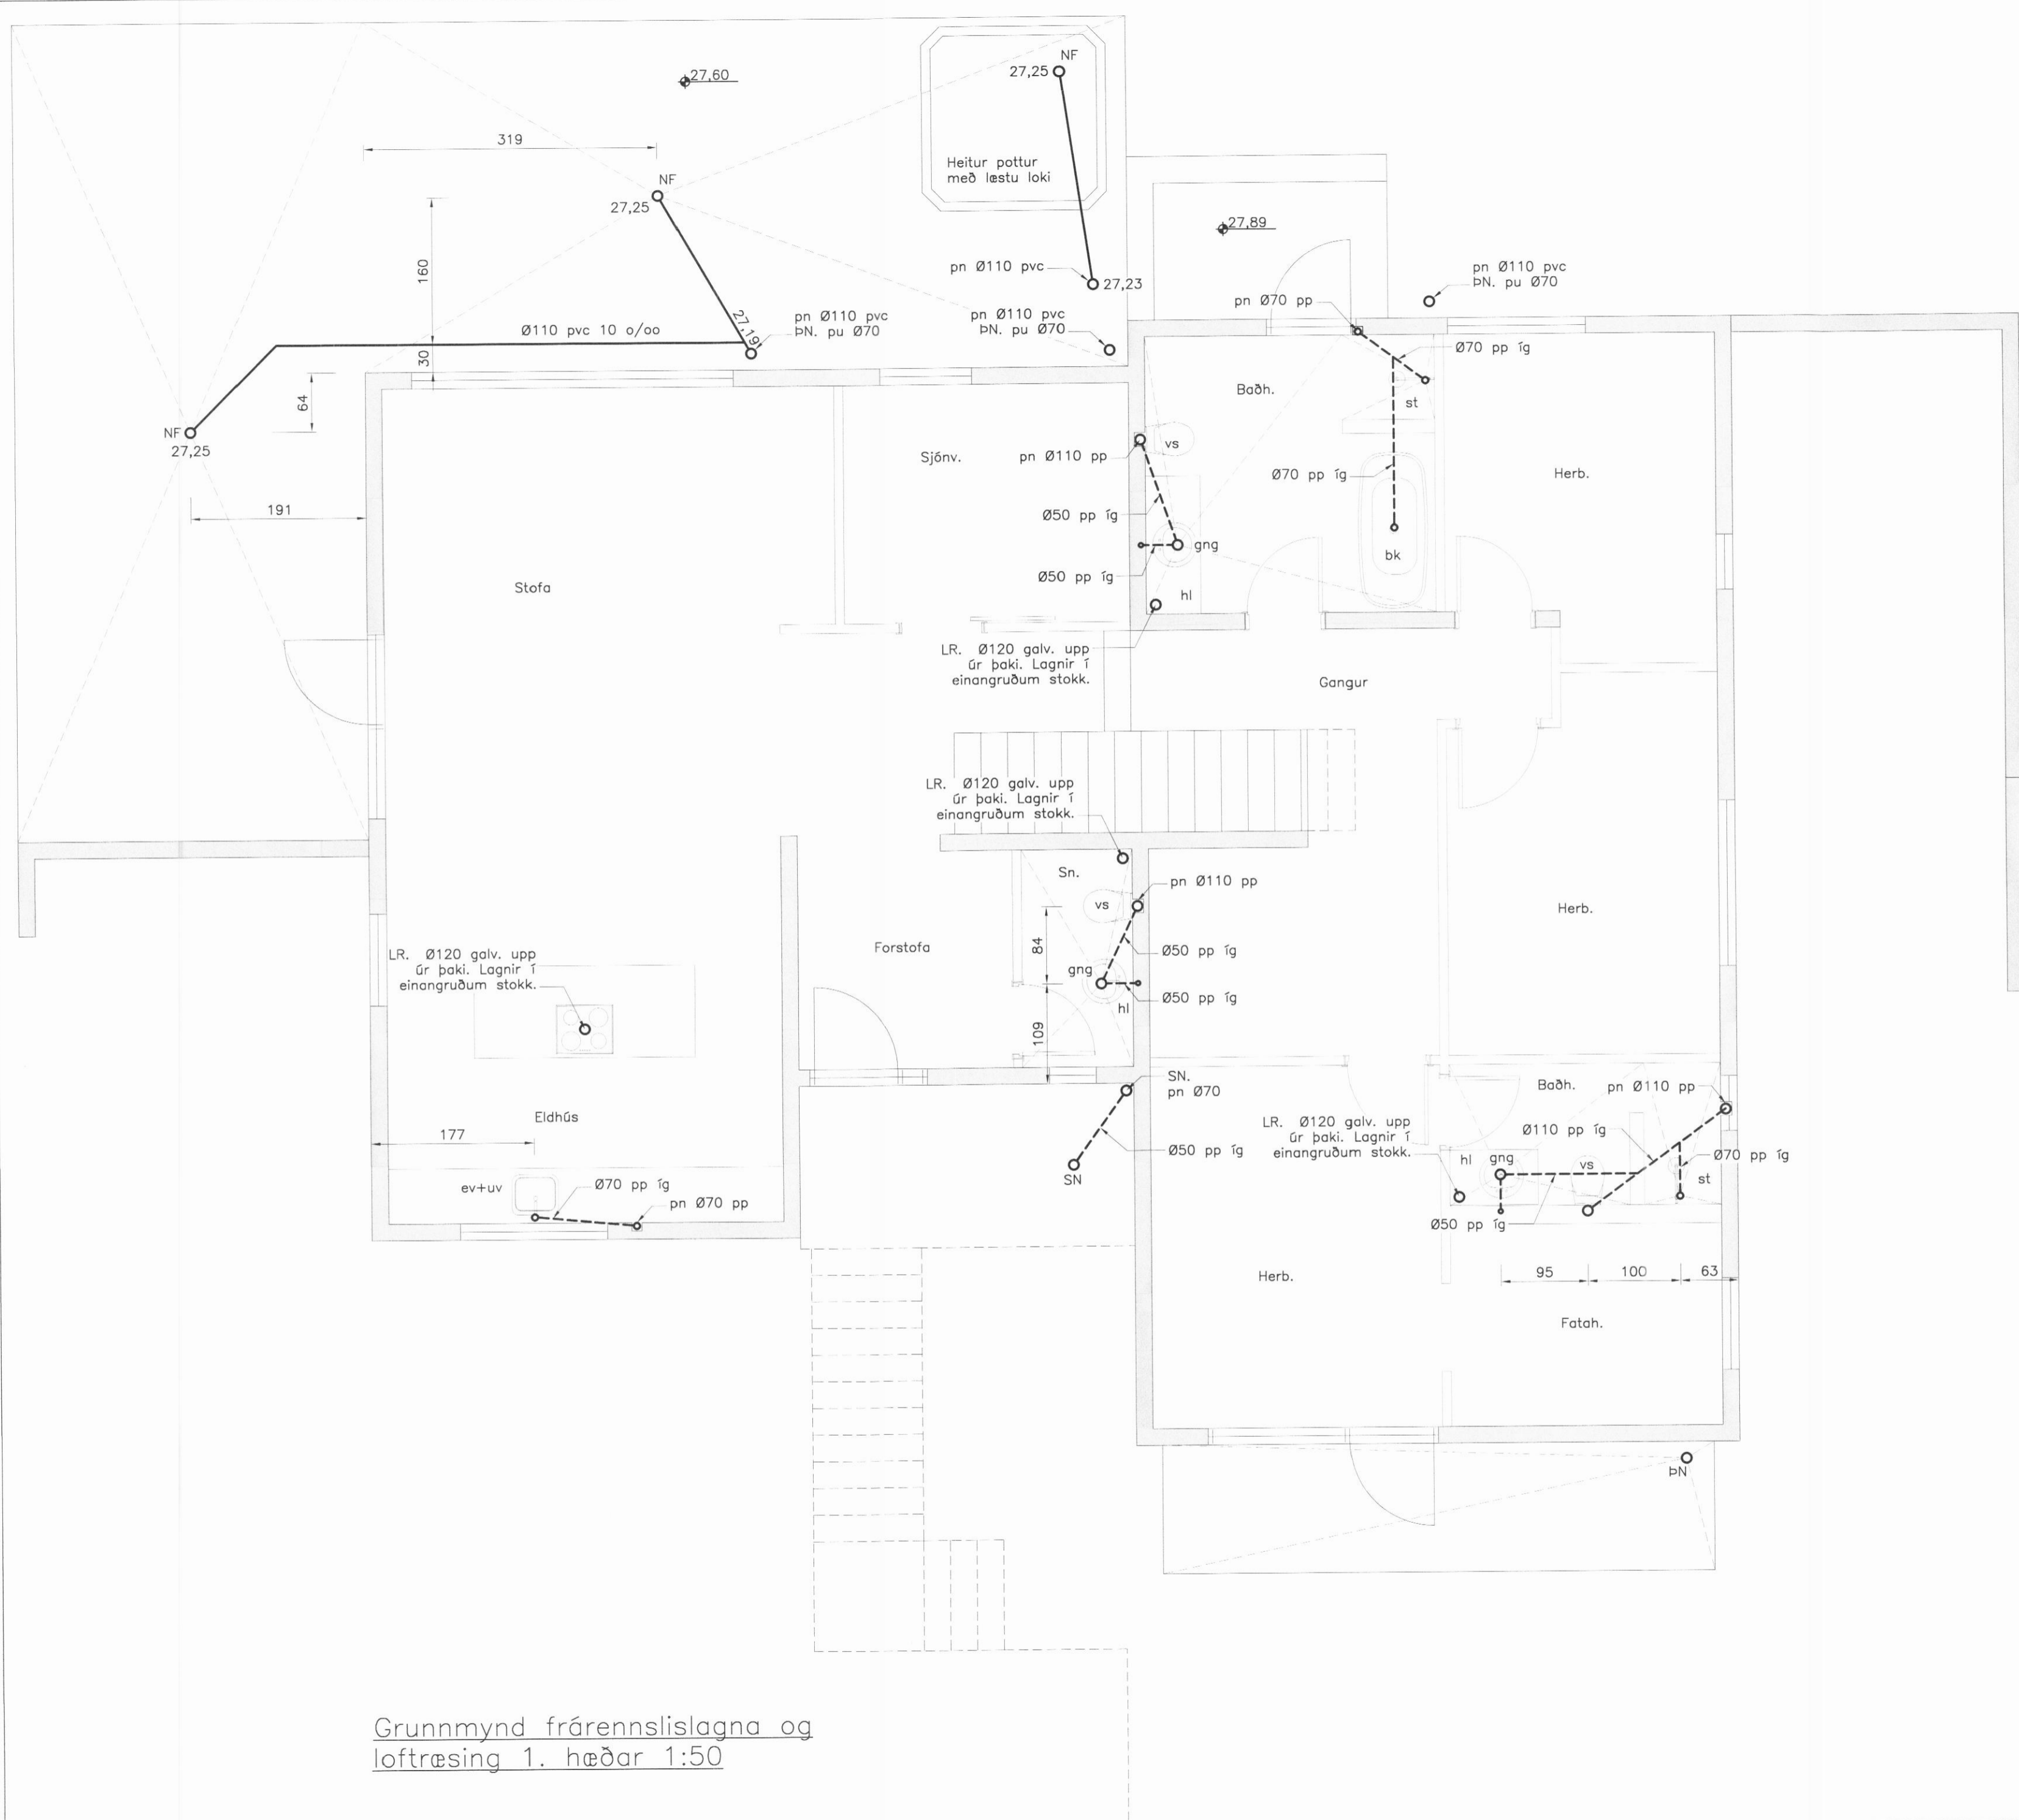 NF
27,25
27,60
319
Heitur pottur
með læstu loki
NF
27,25
27,89
160
pn Ø110 pvc
27,23
pn Ø110 pvc
ÞN. pu Ø70
pn Ø70 pp
Ø110 pvc 10 o/oo
27,19
pn Ø110 pvc
ÞN. pu Ø70
pn Ø110 pvc
ÞN. pu Ø70
30
Ø70 pp íg
64
Baðh.
st
NF
27,25
Sjónv.
pn Ø110 pp
vs
Ø70 pp íg
Herb.
191
Ø50 pp íg
gng
bk
Ø50 pp íg
Stofa
hl
LR. Ø120 galv. upp
úr þaki. Lagnir í
einangruðum stokk.
Gangur
LR. Ø120 galv. upp
úr þaki. Lagnir í
einangruðum stokk.
Sn.
pn Ø110 pp
vs
Herb.
LR. Ø120 galv. upp
úr þaki. Lagnir í
einangruðum stokk.
Forstofa
84
Ø50 pp íg
gng
Ø50 pp íg
hl
109
SN.
pn Ø70
Baðh.
pn Ø110 pp
Eldhús
177
LR. Ø120 galv. upp
úr þaki. Lagnir í
einangruðum stokk.
Ø110 pp íg
Ø50 pp íg
SN
hl
gng
vs
Ø70 pp íg
st
ev+uv
Ø70 pp íg
pn Ø70 pp
Ø50 pp íg
95
100
63
Herb.
Fatah.
ÞN
Grunnmynd frárennslislagna og
loftræsing 1. hæðar 1:50